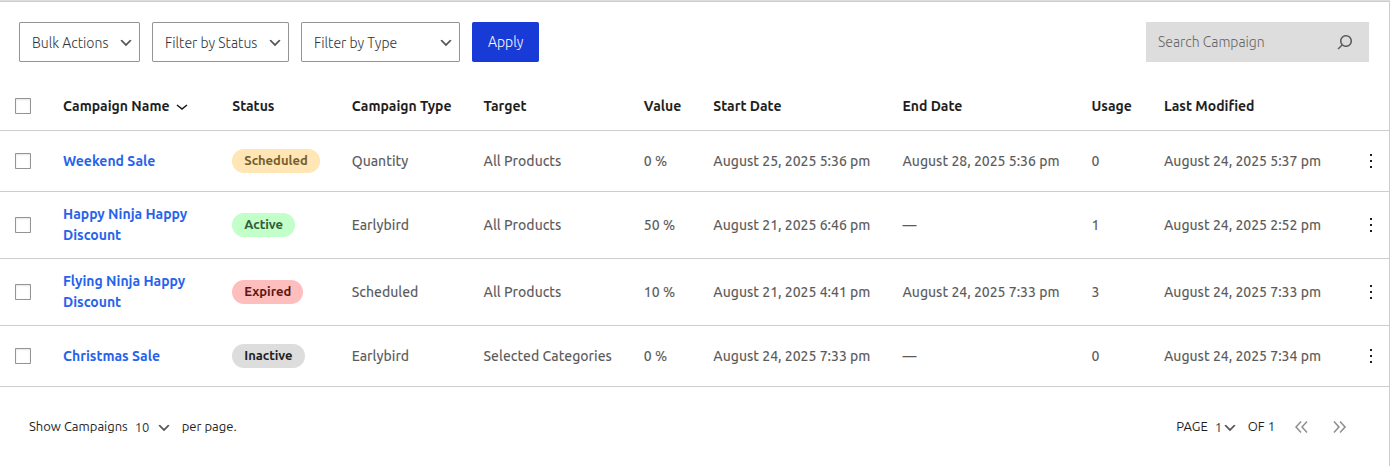 Bulk Actions Filter by Status Filter by Type Apply Search Campaign
Campaign Name Status Campaign Type Target Value Start Date End Date Usage Last Modified
Weekend Sale Scheduled Quantity All Products 0 % August 25, 2025 5:36 pm August 28, 2025 5:36 pm 0 August 24, 2025 5:37 pm
Happy Ninja Happy
Discount Active Earlybird All Products 50 % August 21, 2025 6:46 pm — 1 August 24, 2025 2:52 pm
Flying Ninja Happy
Discount Expired Scheduled All Products 10 % August 21, 2025 4:41 pm August 24, 2025 7:33 pm 3 August 24, 2025 7:33 pm
Christmas Sale Inactive Earlybird Selected Categories 0 % August 24, 2025 7:33 pm — 0 August 24, 2025 7:34 pm
Show Campaigns 10 per page. PAGE 1 OF 1